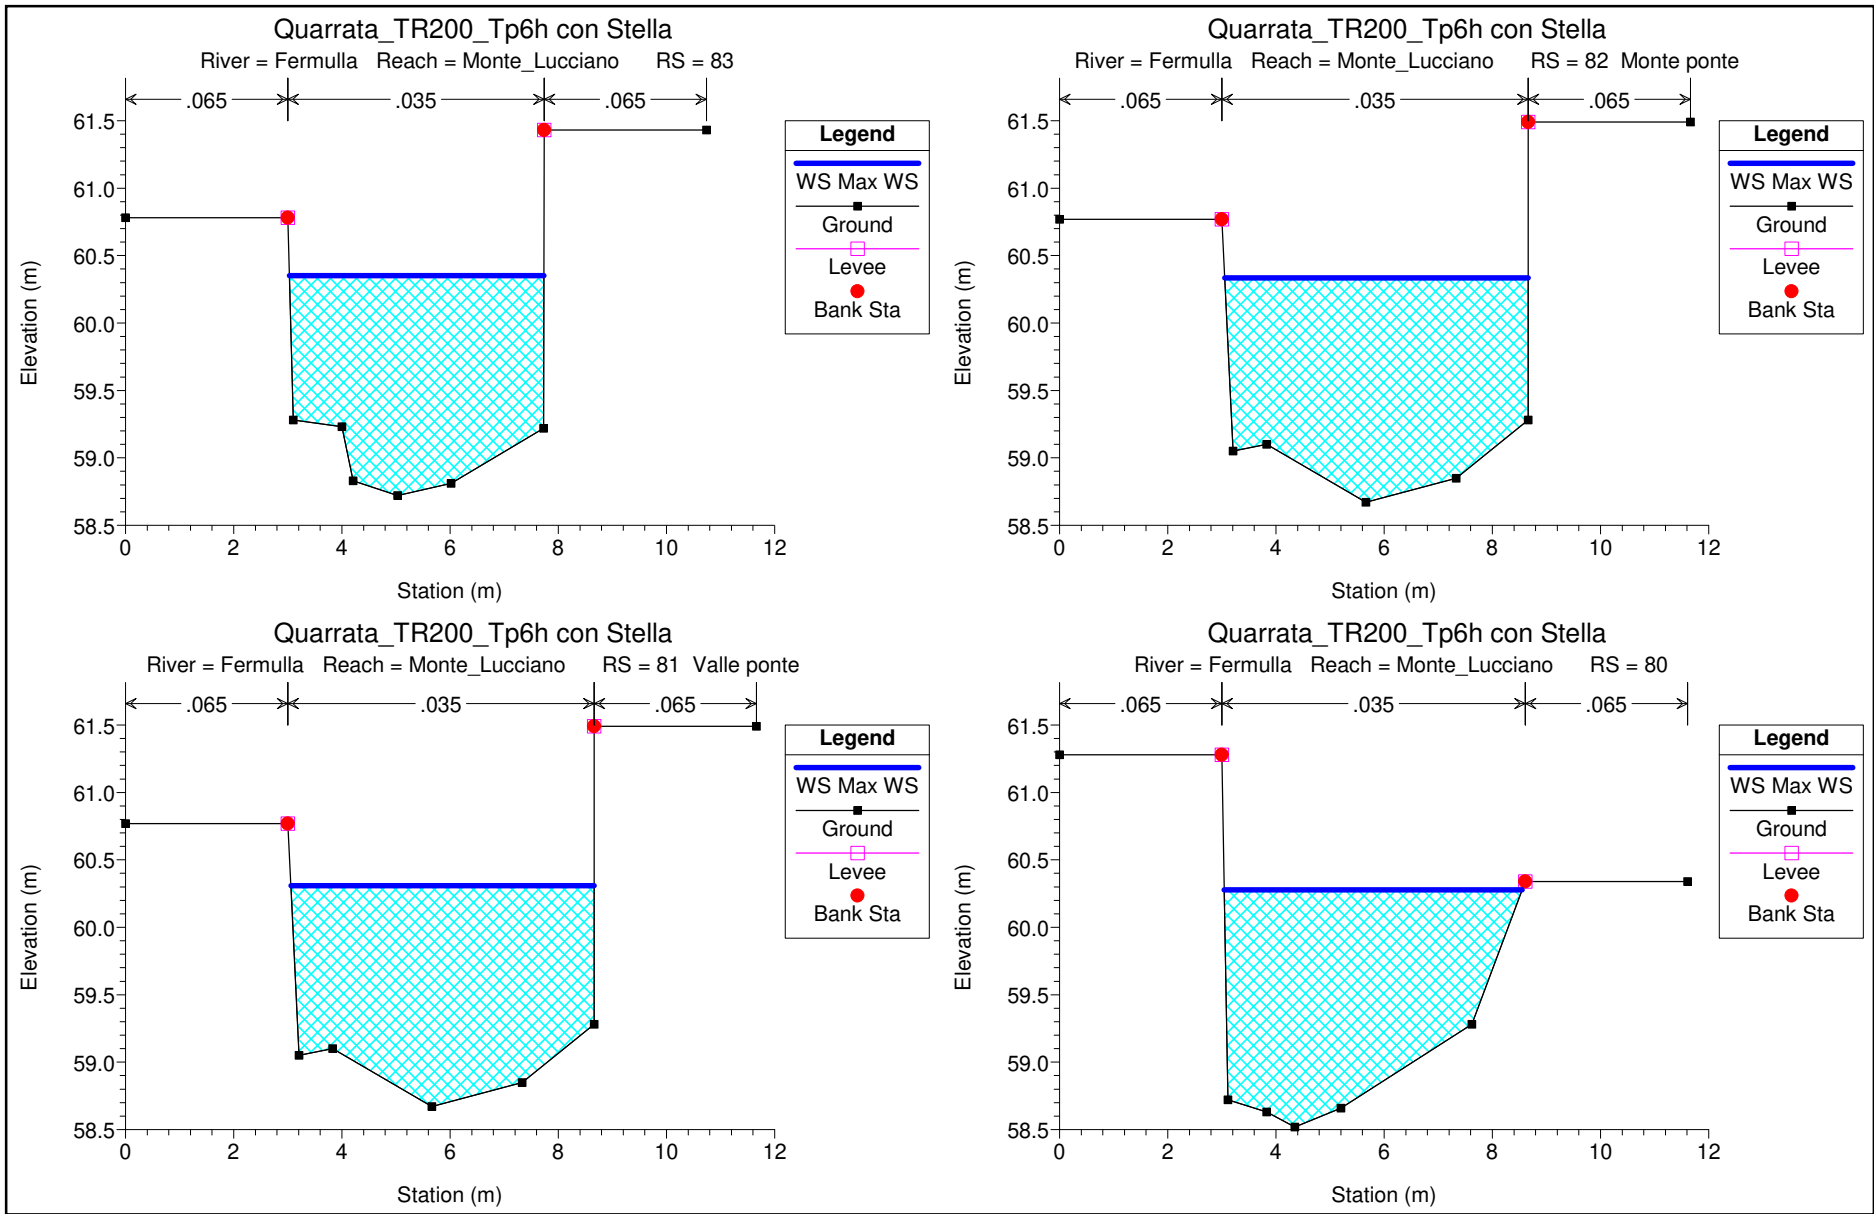 Quarrata_TR200_Tp6h con Stella
River = Fermulla Reach = Monte_Lucciano RS = 83
.065 .035 .065
61.5
61.0
60.5
60.0
59.5
59.0
58.5
Elevation (m)
0 2 4 6 8 10 12
Station (m)
Legend
WS Max WS
Ground
Levee
Bank Sta
Quarrata_TR200_Tp6h con Stella
River = Fermulla Reach = Monte_Lucciano RS = 82 Monte ponte
.065 .035 .065
61.5
61.0
60.5
60.0
59.5
59.0
58.5
Elevation (m)
0 2 4 6 8 10 12
Station (m)
Legend
WS Max WS
Ground
Levee
Bank Sta
Quarrata_TR200_Tp6h con Stella
River = Fermulla Reach = Monte_Lucciano RS = 81 Valle ponte
.065 .035 .065
61.5
61.0
60.5
60.0
59.5
59.0
58.5
Elevation (m)
0 2 4 6 8 10 12
Station (m)
Legend
WS Max WS
Ground
Levee
Bank Sta
Quarrata_TR200_Tp6h con Stella
River = Fermulla Reach = Monte_Lucciano RS = 80
.065 .035 .065
61.5
61.0
60.5
60.0
59.5
59.0
58.5
Elevation (m)
0 2 4 6 8 10 12
Station (m)
Legend
WS Max WS
Ground
Levee
Bank Sta